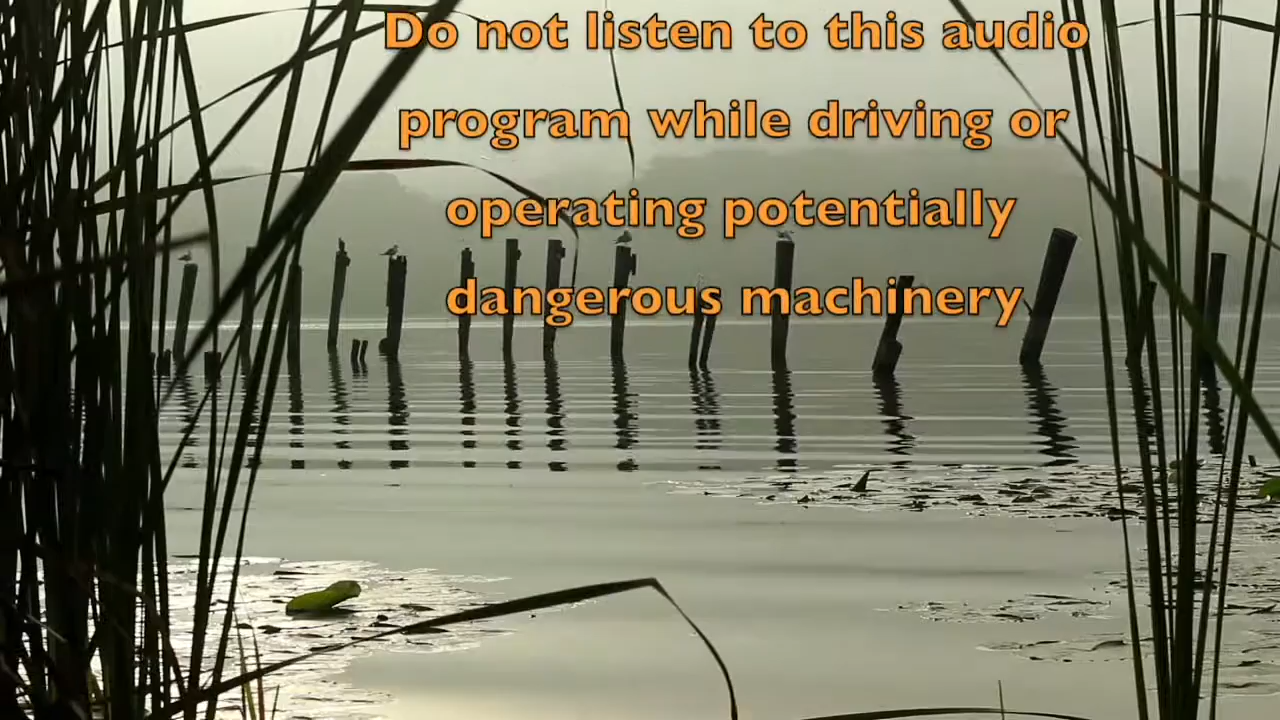 Do not listen to this audio
program while driving or
operating potentially
dangerous machinery